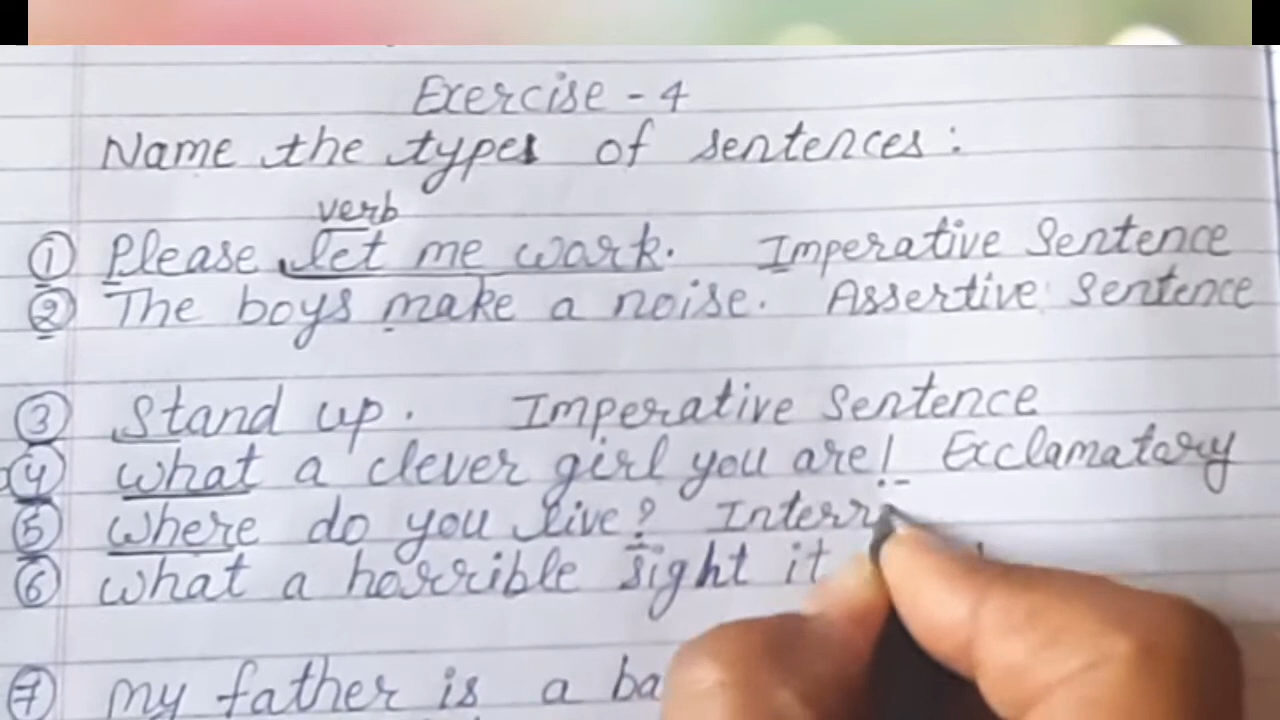 Exercise - 4
Name the types of sentences :
verb
① Please let me work. Imperative Sentence
② The boys make a noise. Assertive Sentence
③ Stand up. Imperative Sentence
④ What a clever girl you are! Exclamatory
⑤ Where do you live? Interr
⑥ What a horrible sight it
⑦ My father is a ba